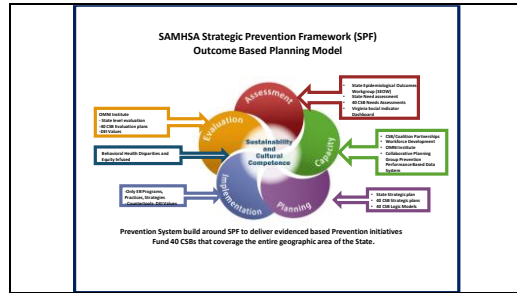 SAMHSA Strategic Prevention Framework (SPF)
Outcome Based Planning Model
Assessment
• State Epidemiological Outcomes
Workgroup (SEOW)
• State Need assessment
• 40 CSB Needs Assessments
• Virginia Social Indicator
Dashboard
OMNI Institute
- State level evaluation
-40 CSB Evaluation plans
-DEI Values
Evaluation
Capacity
• CSB/Coalition Partnerships
• Workforce Development
• OMNI Institute
• Collaborative Planning
Group Prevention
Performance-Based Data
System
Behavioral Health Disparities and
Equity Infused
Sustainability
and
Cultural
Competence
-Only EBPrograms,
Practices, Strategies
-Countertools -DEI Values
Implementation
Planning
• State Strategic plan
• 40 CSB Strategic plans
• 40 CSB Logic Models
Prevention System build around SPF to deliver evidenced based Prevention initiatives
Fund 40 CSBs that coverage the entire geographic area of the State.